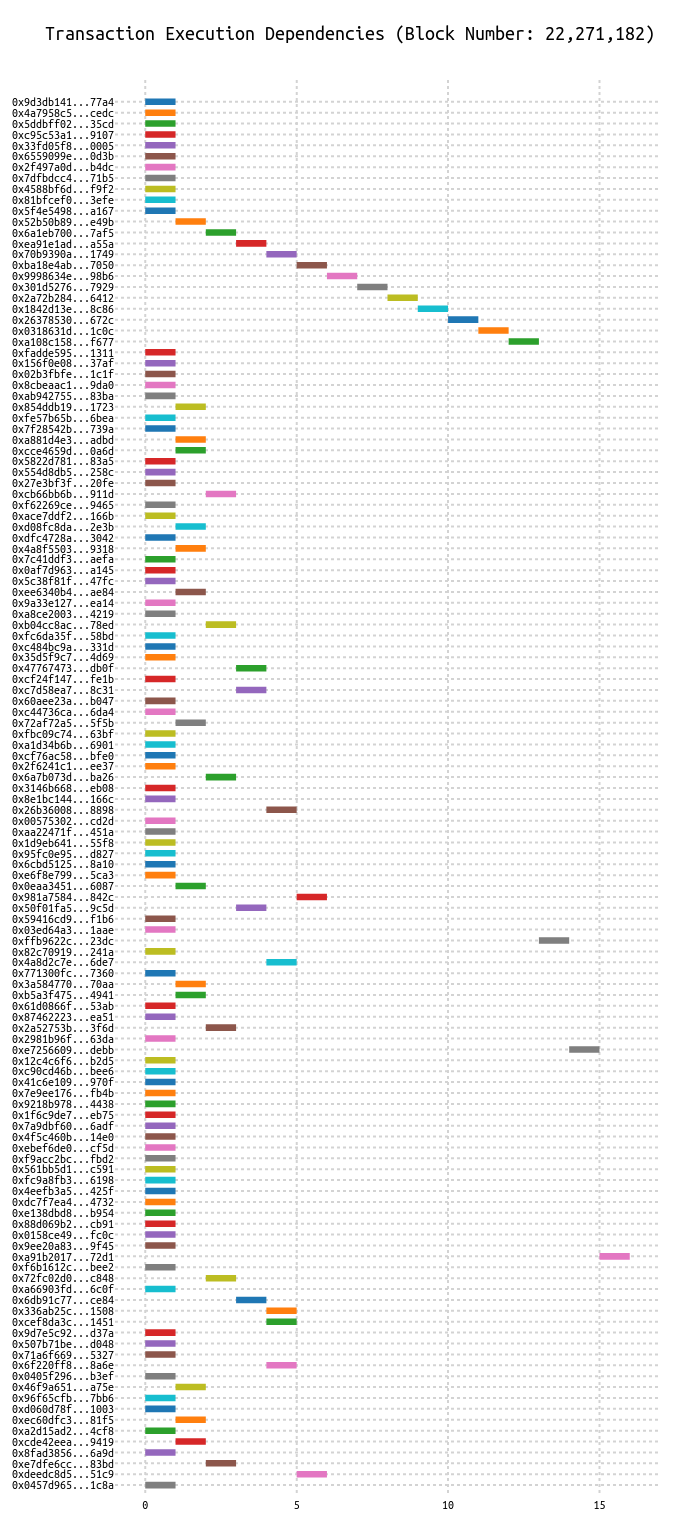 Transaction Execution Dependencies (Block Number: 22,271,182)
0x9d3db141...77a4
0x4a7958c5...cedc
0x5ddbff02...35cd
0xc95c53a1...9107
0x33fd05f8...0005
0x6559099e...0d3b
0x2f497a0d...b4dc
0x7dfbdcc4...71b5
0x4588bf6d...f9f2
0x81bfcef0...3efe
0x5f4e5498...a167
0x52b50b89...e49b
0x6a1eb700...7af5
0xea91e1ad...a55a
0x70b9390a...1749
0xba18e4ab...7050
0x9998634e...98b6
0x301d5276...7929
0x2a72b284...6412
0x1842d13e...8c86
0x26378530...672c
0x0318631d...1c0c
0xa108c158...f677
0xfadde595...1311
0x156f0e08...37af
0x02b3fbfe...1c1f
0x8cbeaac1...9da0
0xab942755...83ba
0x854ddb19...1723
0xfe57b65b...6bea
0x7f28542b...739a
0xa881d4e3...adbd
0xcce4659d...0a6d
0x5822d781...83a5
0x554d8db5...258c
0x27e3bf3f...20fe
0xcb66bb6b...911d
0xf62269ce...9465
0xace7ddf2...166b
0xd08fc8da...2e3b
0xdfc4728a...3042
0x4a8f5503...9318
0x7c41ddf3...aefa
0x0af7d963...a145
0x5c38f81f...47fc
0xee6340b4...ae84
0x9a33e127...ea14
0xa8ce2003...4219
0xb04cc8ac...78ed
0xfc6da35f...58bd
0xc484bc9a...331d
0x35d5f9c7...4d69
0x47767473...db0f
0xcf24f147...fe1b
0xc7d58ea7...8c31
0x60aee23a...b047
0xc44736ca...6da4
0x72af72a5...5f5b
0xfbc09c74...63bf
0xa1d34b6b...6901
0xcf76ac58...bfe0
0x2f6241c1...ee37
0x6a7b073d...ba26
0x3146b668...eb08
0x8e1bc144...166c
0x26b36008...8898
0x00575302...cd2d
0xaa22471f...451a
0x1d9eb641...55f8
0x95fc0e95...d827
0x6cbd5125...8a10
0xe6f8e799...5ca3
0x0eaa3451...6087
0x981a7584...842c
0x50f01fa5...9c5d
0x59416cd9...f1b6
0x03ed64a3...1aae
0xffb9622c...23dc
0x82c70919...241a
0x4a8d2c7e...6de7
0x771300fc...7360
0x3a584770...70aa
0xb5a3f475...4941
0x61d0866f...53ab
0x87462223...ea51
0x2a52753b...3f6d
0x2981b96f...63da
0xe7256609...debb
0x12c4c6f6...b2d5
0xc90cd46b...bee6
0x41c6e109...970f
0x7e9ee176...fb4b
0x9218b978...4438
0x1f6c9de7...eb75
0x7a9dbf60...6adf
0x4f5c460b...14e0
0xebef6de0...cf5d
0xf9acc2bc...fbd2
0x561bb5d1...c591
0xfc9a8fb3...6198
0x4eefb3a5...425f
0xdc7f7ea4...4732
0xe138dbd8...b954
0x88d069b2...cb91
0x0158ce49...fc0c
0x9ee20a83...9f45
0xa91b2017...72d1
0xf6b1612c...bee2
0x72fc02d0...c848
0xa66903fd...6c0f
0x6db91c77...ce84
0x336ab25c...1508
0xcef8da3c...1451
0x9d7e5c92...d37a
0x507b71be...d048
0x71a6f669...5327
0x6f220ff8...8a6e
0x0405f296...b3ef
0x46f9a651...a75e
0x96f65cfb...7bb6
0xd060d78f...1003
0xec60dfc3...81f5
0xa2d15ad2...4cf8
0xcde42eea...9419
0x8fad3856...6a9d
0xe7dfe6cc...83bd
0xdeedc8d5...51c9
0x0457d965...1c8a
0 5 10 15